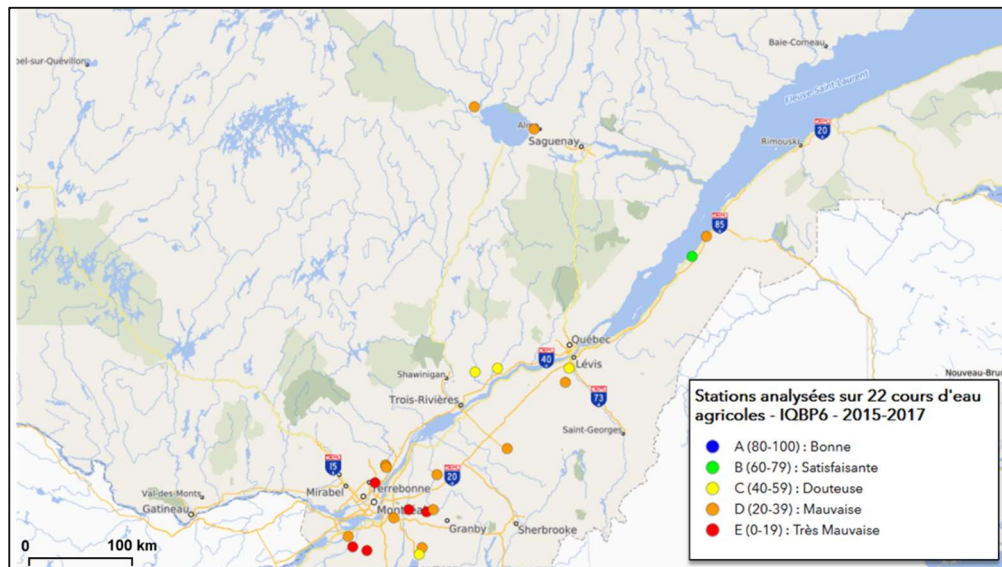 Baie-Comeau
bel-sur-Quévillon
Fleuve-Saint-Laurent
20
Alma
Saguenay
Rimouski
85
Québec
40
Lévis
Shawinigan
Trois-Rivières
73
Nouveau-Brun
Saint-Georges
15
20
Mirabel
Terrebonne
Val-des-Monts
Gatineau
Montréal
Granby
Sherbrooke
0 100 km
Stations analysées sur 22 cours d'eau
agricoles - IQBP6 - 2015-2017
A (80-100) : Bonne
B (60-79) : Satisfaisante
C (40-59) : Douteuse
D (20-39) : Mauvaise
E (0-19) : Très Mauvaise